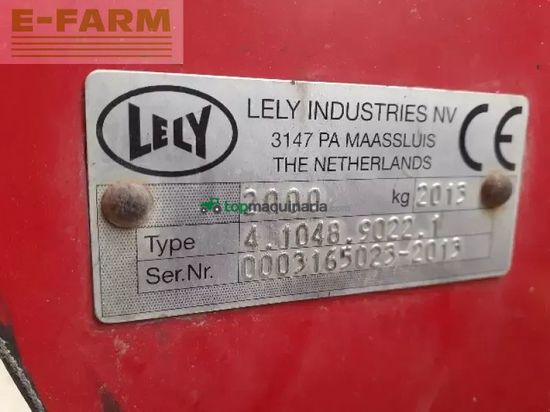 E-FARM
LELY
LELY INDUSTRIES NV
3147 PA MAASSLUIS
THE NETHERLANDS
CE
kg 2013
topmaquinaria
Type 4.1048.9022.1
Ser.Nr. 0003165023-2013